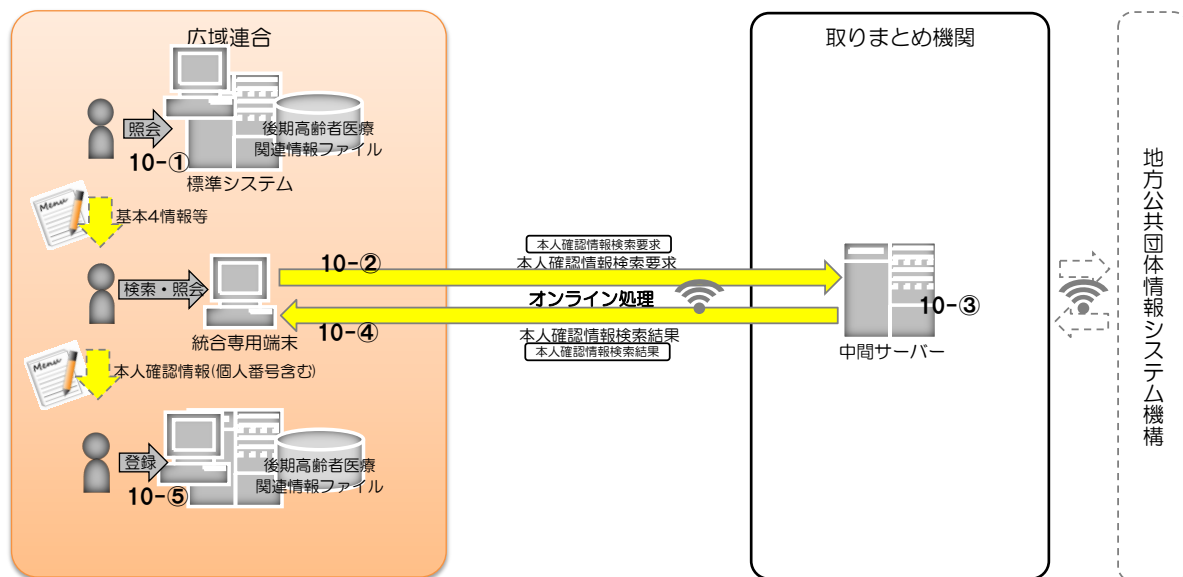 広域連合
取りまとめ機関
照会
10-①
後期高齢者医療
関連情報ファイル
標準システム
Menu
基本4情報等
本人確認情報検索要求
本人確認情報検索要求
10-②
検索・照会
オンライン処理
10-③
10-④
統合専用端末
本人確認情報検索結果
本人確認情報検索結果
中間サーバー
Menu
本人確認情報(個人番号含む)
登録
10-⑤
後期高齢者医療
関連情報ファイル
地方公共団体情報システム機構